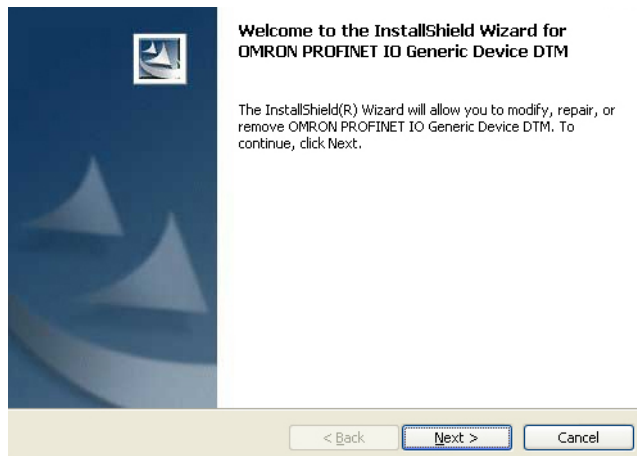 Welcome to the InstallShield Wizard for
OMRON PROFINET IO Generic Device DTM
The InstallShield(R) Wizard will allow you to modify, repair, or
remove OMRON PROFINET IO Generic Device DTM. To
continue, click Next.
< Back
Next >
Cancel